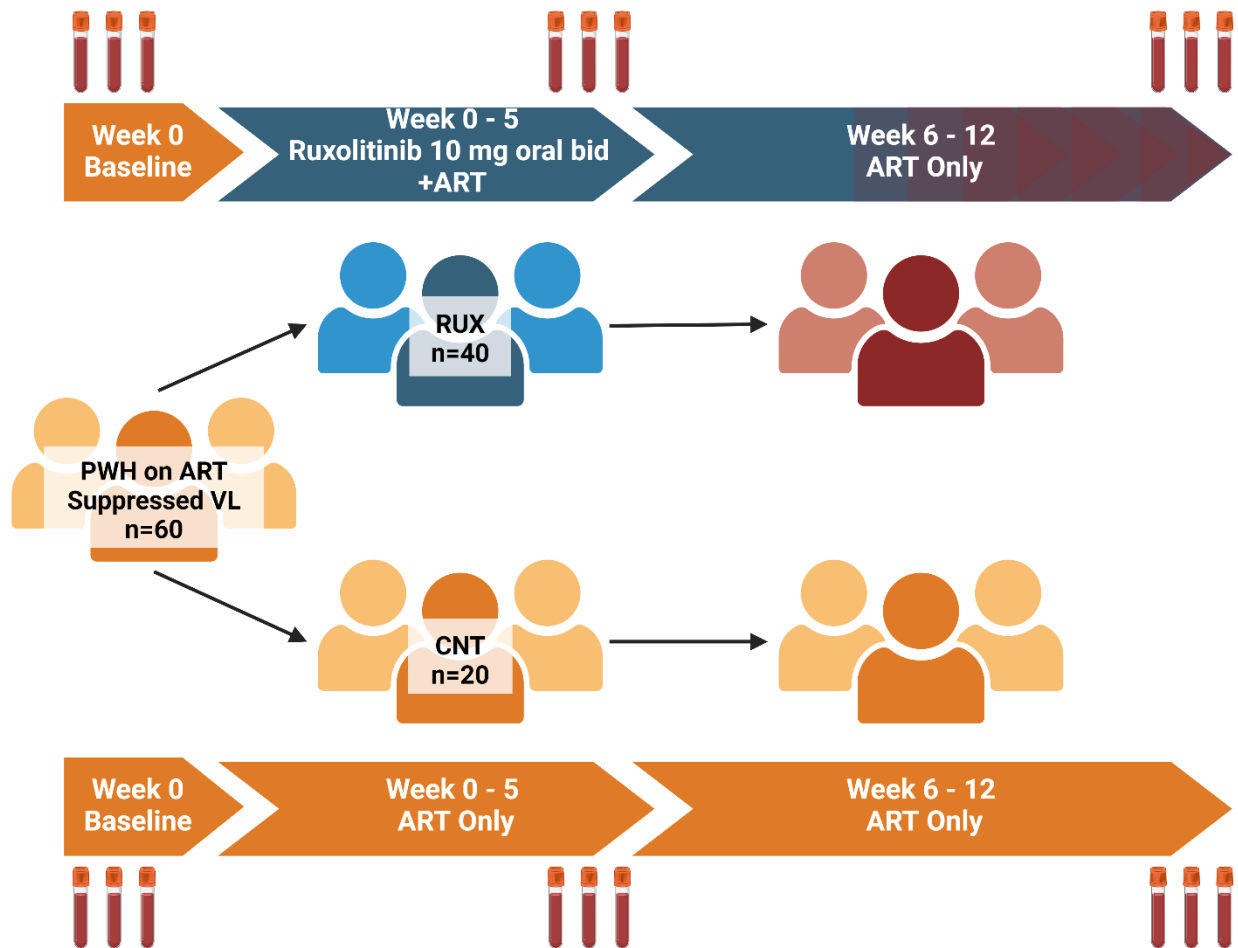 Week 0
Baseline
Week 0 - 5
Ruxolitinib 10 mg oral bid
+ART
Week 6 - 12
ART Only
RUX
n=40
PWH on ART
Suppressed VL
n=60
CNT
n=20
Week 0
Baseline
Week 0 - 5
ART Only
Week 6 - 12
ART Only